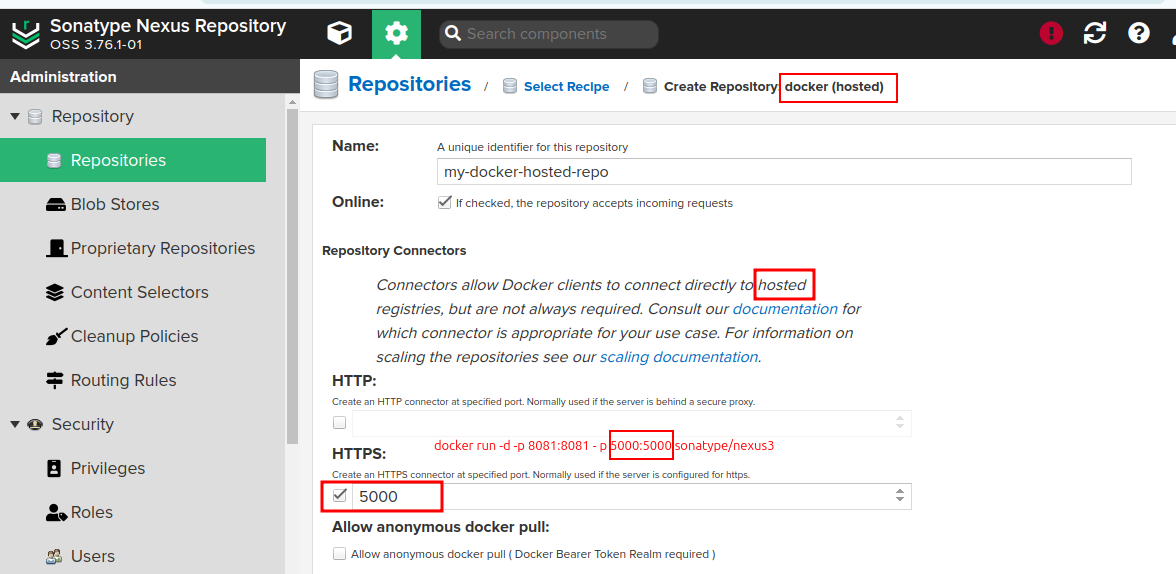 Sonatype Nexus Repository
OSS 3.76.1-01
Search components
Administration
Repository
Repositories
Blob Stores
Proprietary Repositories
Content Selectors
Cleanup Policies
Routing Rules
Security
Privileges
Roles
Users
Repositories / Select Recipe / Create Repository: docker (hosted)
Name:
A unique identifier for this repository
my-docker-hosted-repo
Online:
If checked, the repository accepts incoming requests
Repository Connectors
Connectors allow Docker clients to connect directly to hosted
registries, but are not always required. Consult our documentation for
which connector is appropriate for your use case. For information on
scaling the repositories see our scaling documentation.
HTTP:
Create an HTTP connector at specified port. Normally used if the server is behind a secure proxy.
docker run -d -p 8081:8081 - p 5000:5000 sonatype/nexus3
HTTPS:
Create an HTTPS connector at specified port. Normally used if the server is configured for https.
5000
Allow anonymous docker pull:
Allow anonymous docker pull ( Docker Bearer Token Realm required )